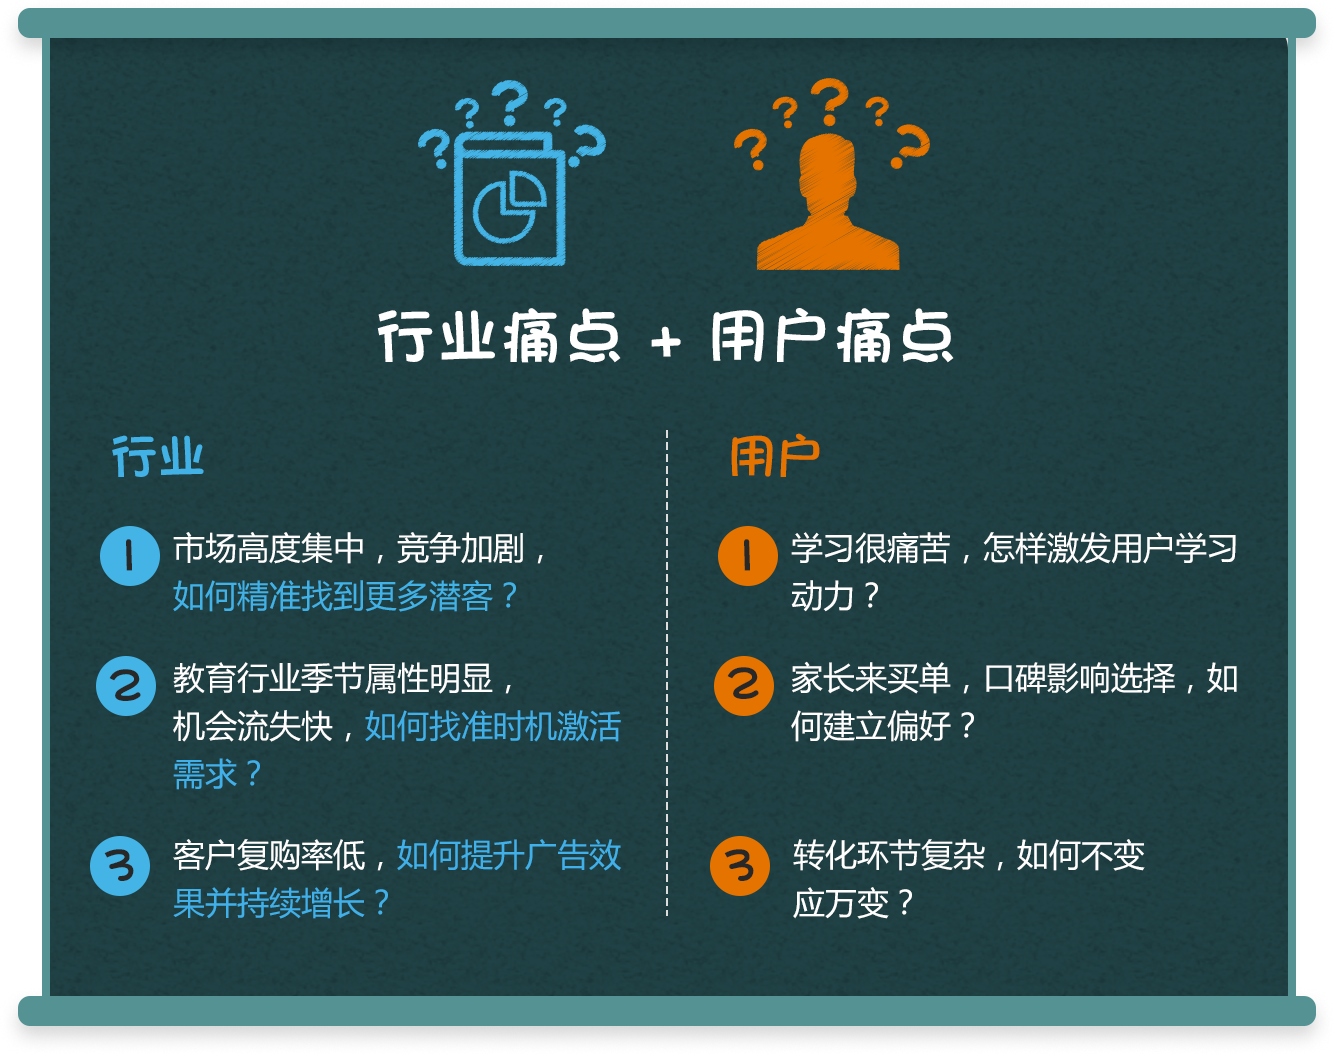 行业痛点 + 用户痛点
行业
1
市场高度集中，竞争加剧，
如何精准找到更多潜客？
2
教育行业季节属性明显，
机会流失快，如何找准时机激活
需求？
3
客户复购率低，如何提升广告效
果并持续增长？
用户
1
学习很痛苦，怎样激发用户学习
动力？
2
家长来买单，口碑影响选择，如
何建立偏好？
3
转化环节复杂，如何不变
应万变？